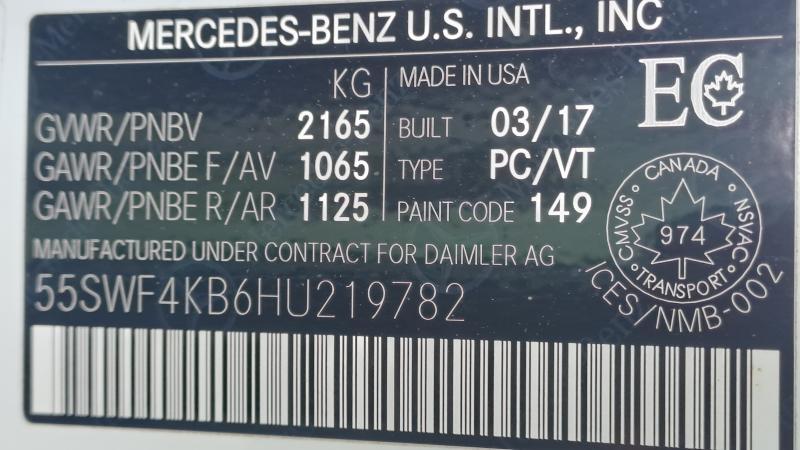 MERCEDES-BENZ U.S. INTL., INC
KG
GVWR/PNBV 2165
GAWR/PNBE F/AV 1065
GAWR/PNBE R/AR 1125
MADE IN USA
BUILT 03/17
TYPE PC/VT
PAINT CODE 149
EC
CANADA
CMVSS
974
NSVAC
TRANSPORT
ICES/NMB-002
MANUFACTURED UNDER CONTRACT FOR DAIMLER AG
55SWF4KB6HU219782